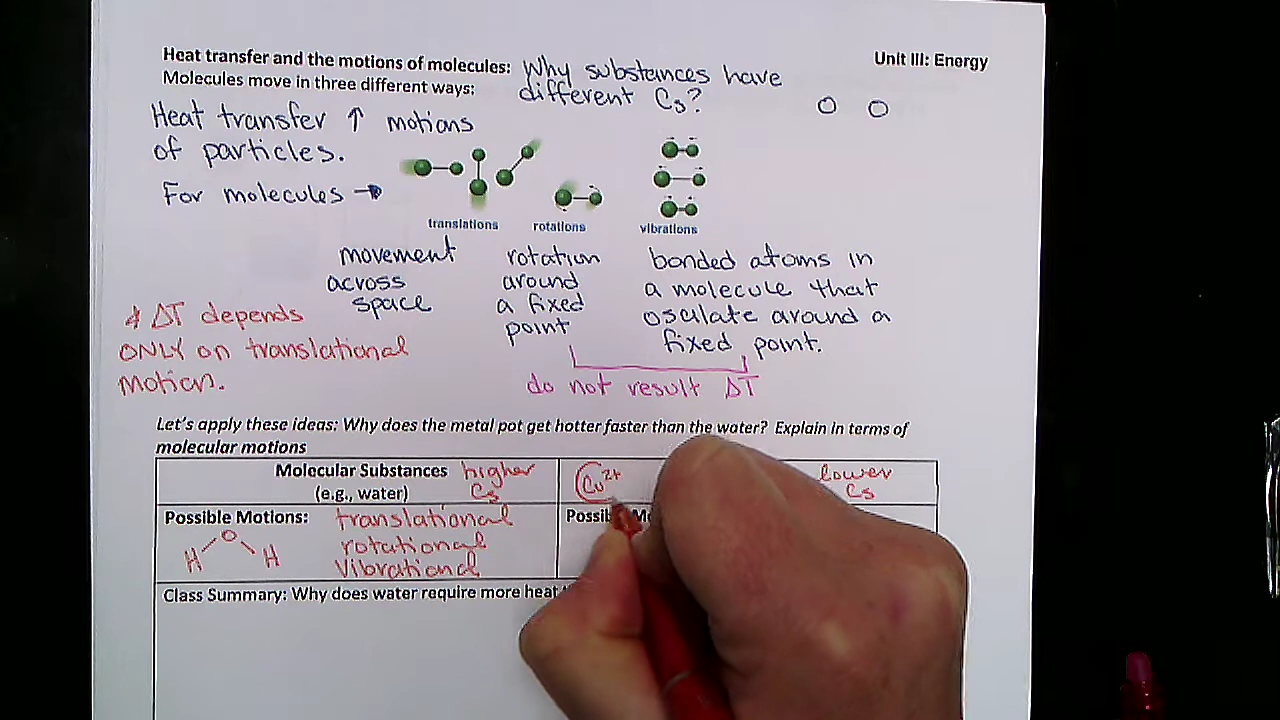 Heat transfer and the motions of molecules: Why substances have
Unit III: Energy
Molecules move in three different ways: different Cs?
Heat transfer ↑ motions
of particles.
For molecules →
translations rotations vibrations
movement
across
space
rotation
around
a fixed
point
bonded atoms in
a molecule that
osculate around a
fixed point.
* ΔT depends
ONLY on translational
motion.
do not result ΔT
Let's apply these ideas: Why does the metal pot get hotter faster than the water? Explain in terms of
molecular motions
Molecular Substances higher
(e.g., water) Cs
Cu2+
lower
Cs
Possible Motions: translational
rotational
vibrational
H O H
Class Summary: Why does water require more heat